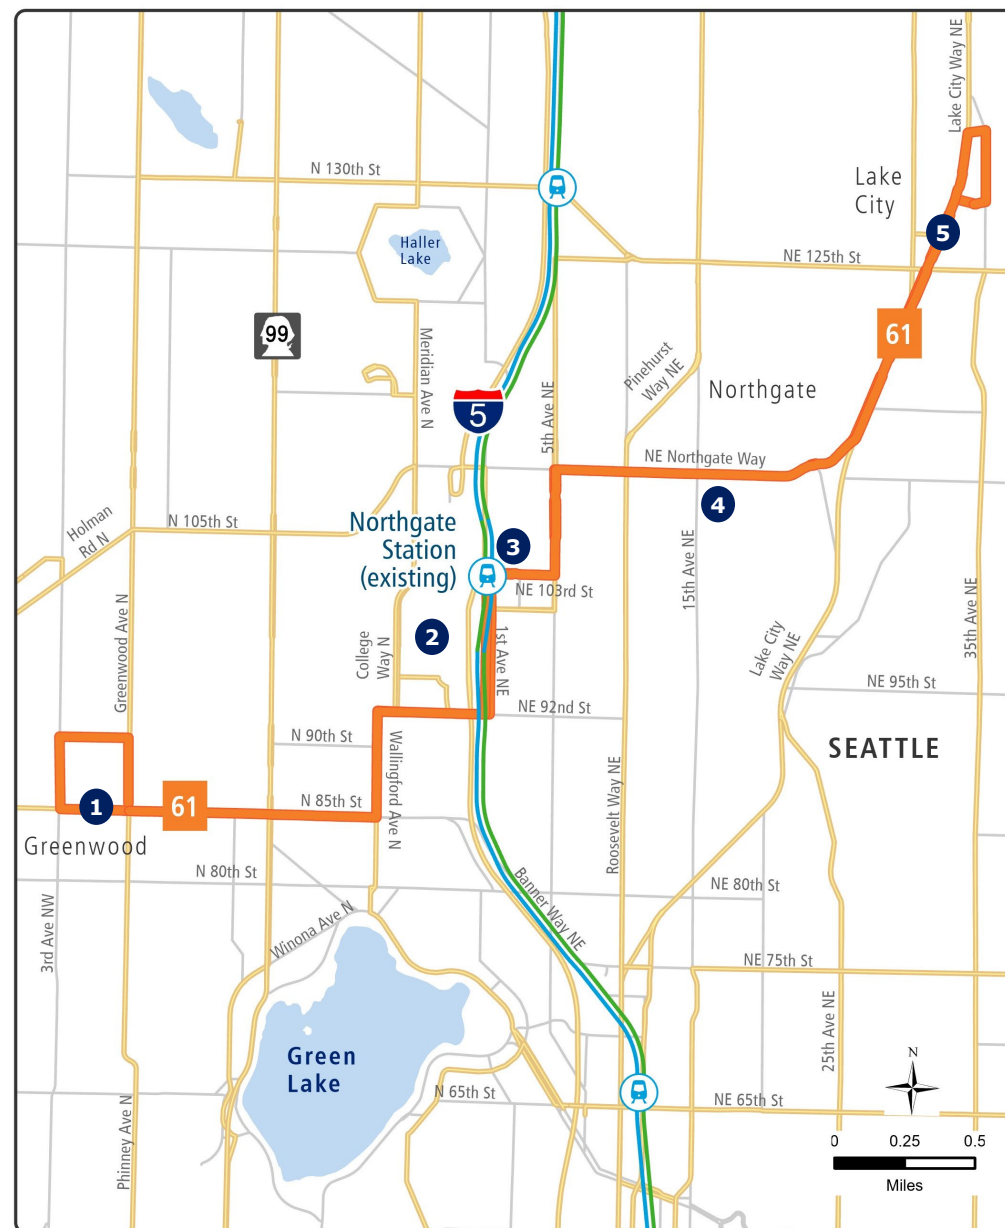 Lake City Way NE
N 130th St
Lake
City
Haller
Lake
5
NE 125th St
99
61
Meridian Ave N
Pinehurst
Way NE
Northgate
5
5th Ave NE
NE Northgate Way
Holman
Rd N
N 105th St
Northgate
Station
(existing)
3
4
NE 103rd St
15th Ave NE
35th Ave NE
Greenwood Ave N
College
Way N
2
1st Ave NE
Lake City
Way NE
NE 95th St
NE 92nd St
N 90th St
Wallingford Ave N
SEATTLE
1
61
N 85th St
Roosevelt Way NE
Greenwood
N 80th St
NE 80th St
Banner Way NE
3rd Ave NW
Winona Ave N
NE 75th St
Green
Lake
25th Ave NE
N
N 65th St
NE 65th St
Phinney Ave N
0 0.25 0.5
Miles